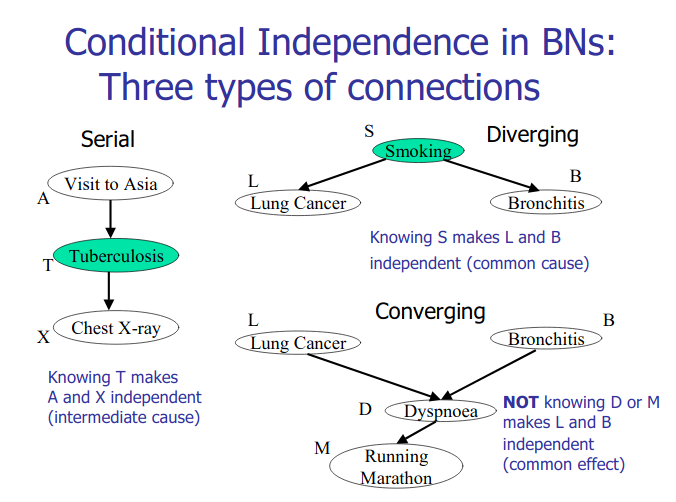 Conditional Independence in BNs:
Three types of connections
Serial
A
Visit to Asia
T
Tuberculosis
X
Chest X-ray
Knowing T makes
A and X independent
(intermediate cause)
Diverging
S
Smoking
L
Lung Cancer
B
Bronchitis
Knowing S makes L and B
independent (common cause)
Converging
L
Lung Cancer
B
Bronchitis
D
Dyspnoea
M
Running
Marathon
NOT knowing D or M
makes L and B
independent
(common effect)